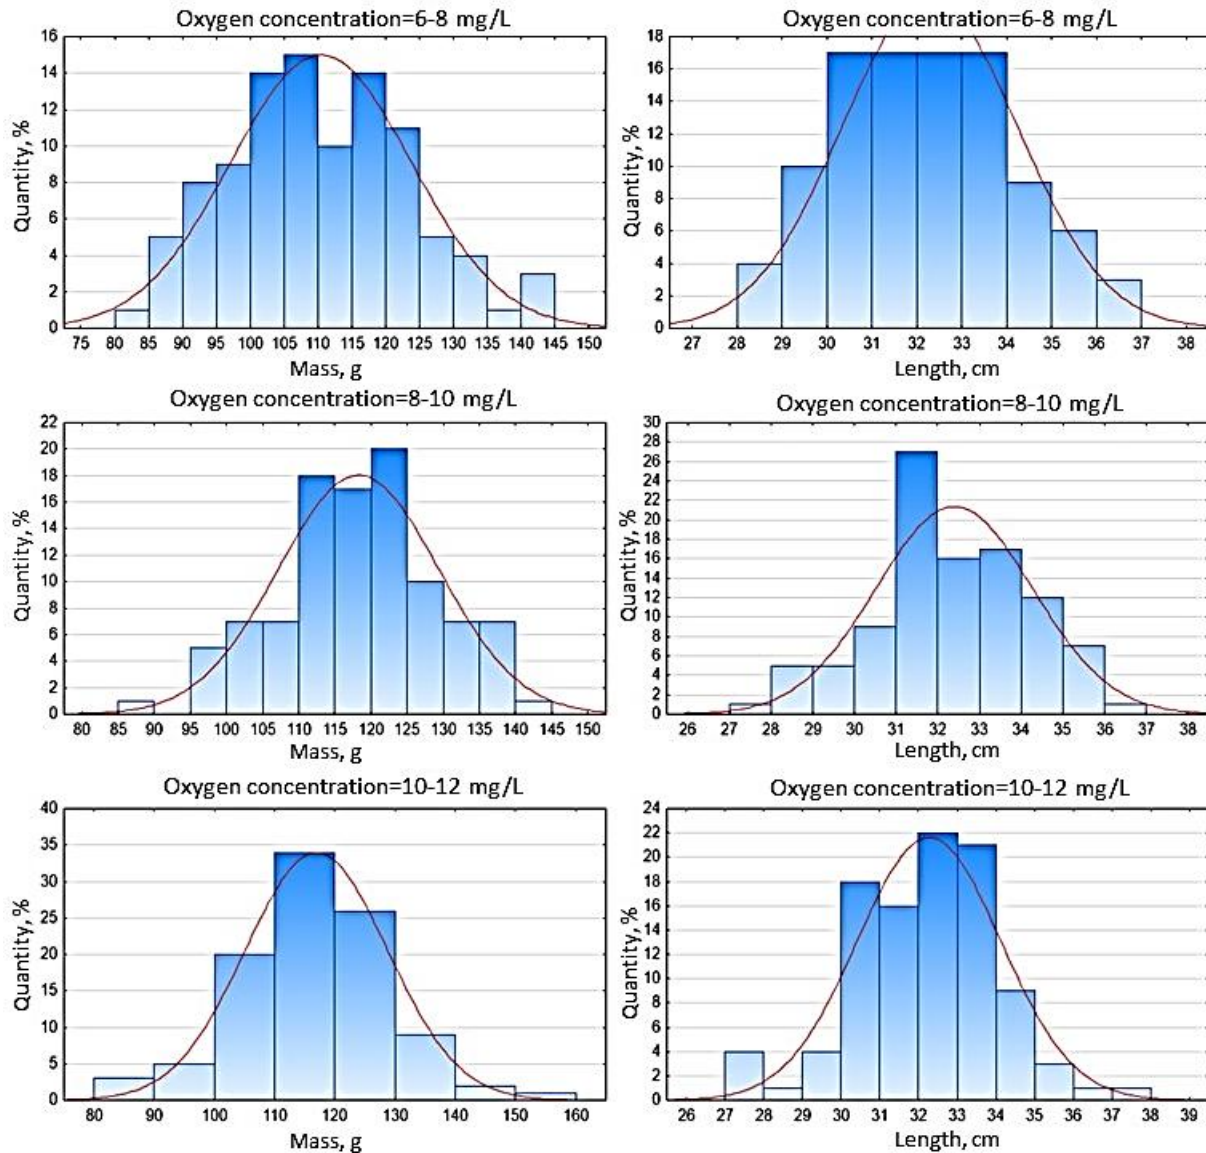 Oxygen concentration=6-8 mg/L
Quantity, %
16
14
12
10
8
6
4
2
0
75 80 85 90 95 100 105 110 115 120 125 130 135 140 145 150
Mass, g
Oxygen concentration=6-8 mg/L
Quantity, %
18
16
14
12
10
8
6
4
2
0
27 28 29 30 31 32 33 34 35 36 37 38
Length, cm
Oxygen concentration=8-10 mg/L
Quantity, %
22
20
18
16
14
12
10
8
6
4
2
0
80 85 90 95 100 105 110 115 120 125 130 135 140 145 150
Mass, g
Oxygen concentration=8-10 mg/L
Quantity, %
30
28
26
24
22
20
18
16
14
12
10
8
6
4
2
0
26 27 28 29 30 31 32 33 34 35 36 37 38
Length, cm
Oxygen concentration=10-12 mg/L
Quantity, %
40
35
30
25
20
15
10
5
0
80 90 100 110 120 130 140 150 160
Mass, g
Oxygen concentration=10-12 mg/L
Quantity, %
24
22
20
18
16
14
12
10
8
6
4
2
0
26 27 28 29 30 31 32 33 34 35 36 37 38 39
Length, cm